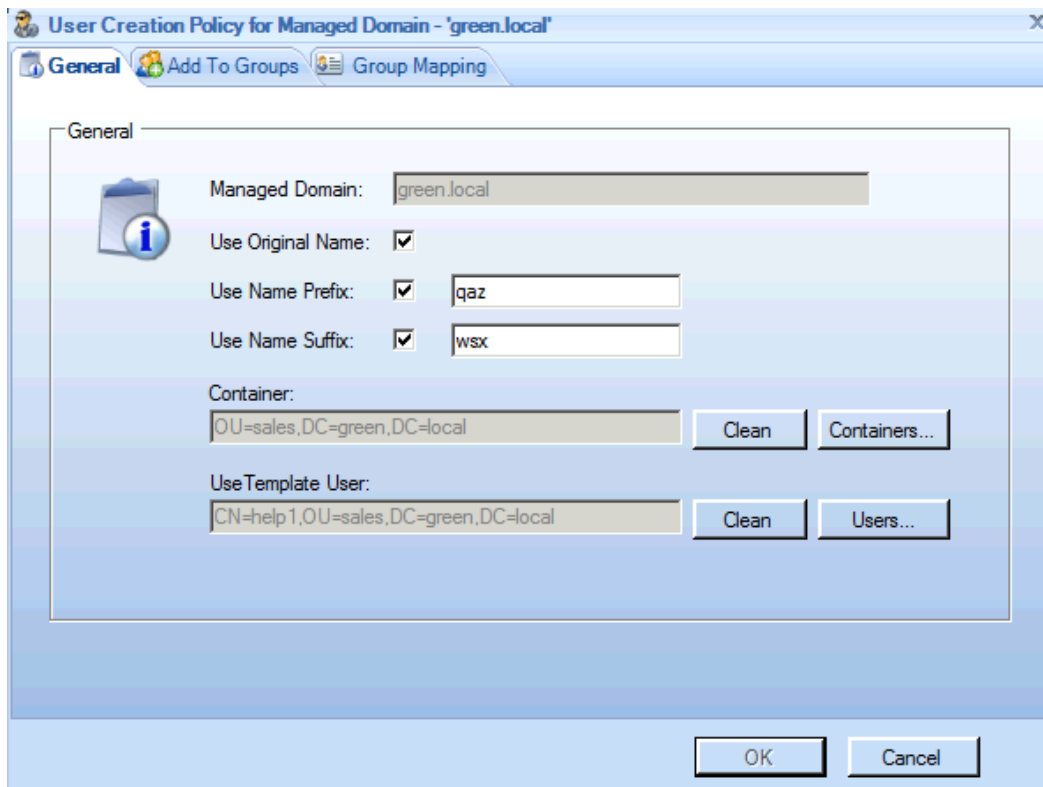 User Creation Policy for Managed Domain - 'green.local'
General Add To Groups Group Mapping
General
Managed Domain: green.local
Use Original Name:
Use Name Prefix: qaz
Use Name Suffix: wsx
Container:
OU=sales,DC=green,DC=local Clean Containers...
UseTemplate User:
CN=help1,OU=sales,DC=green,DC=local Clean Users...
OK Cancel